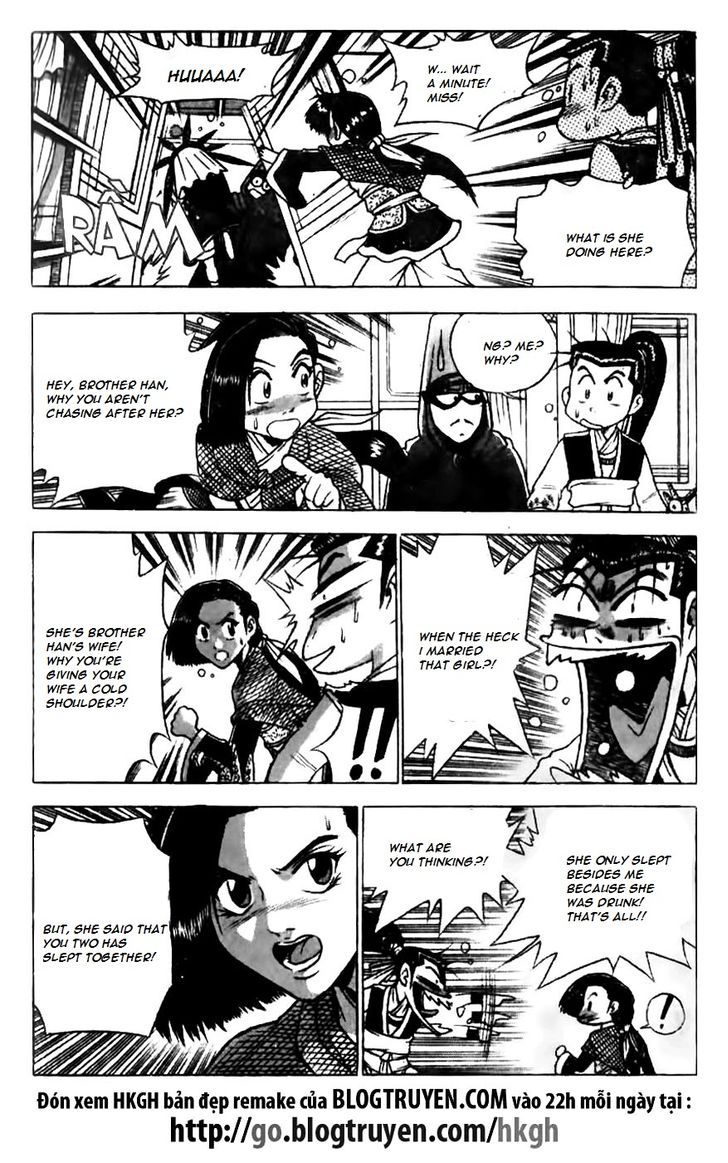 HUUAAA!
W... WAIT
A MINUTE!
MISS!
RẦM
WHAT IS SHE
DOING HERE?
HEY, BROTHER HAN,
WHY YOU AREN'T
CHASING AFTER HER?
NG? ME?
WHY?
SHE'S BROTHER
HAN'S WIFE!
WHY YOU'RE
GIVING YOUR
WIFE A COLD
SHOULDER?!
!!
WHEN THE HECK
I MARRIED
THAT GIRL?!
BUT, SHE SAID THAT
YOU TWO HAS
SLEPT TOGETHER!
WHAT ARE
YOU THINKING?!
SHE ONLY SLEPT
BESIDES ME
BECAUSE SHE
WAS DRUNK!
THAT'S ALL!!
!
Đón xem HKGH bản đẹp remake của BLOGTRUYEN.COM vào 22h mỗi ngày tại :
http://go.blogtruyen.com/hkgh